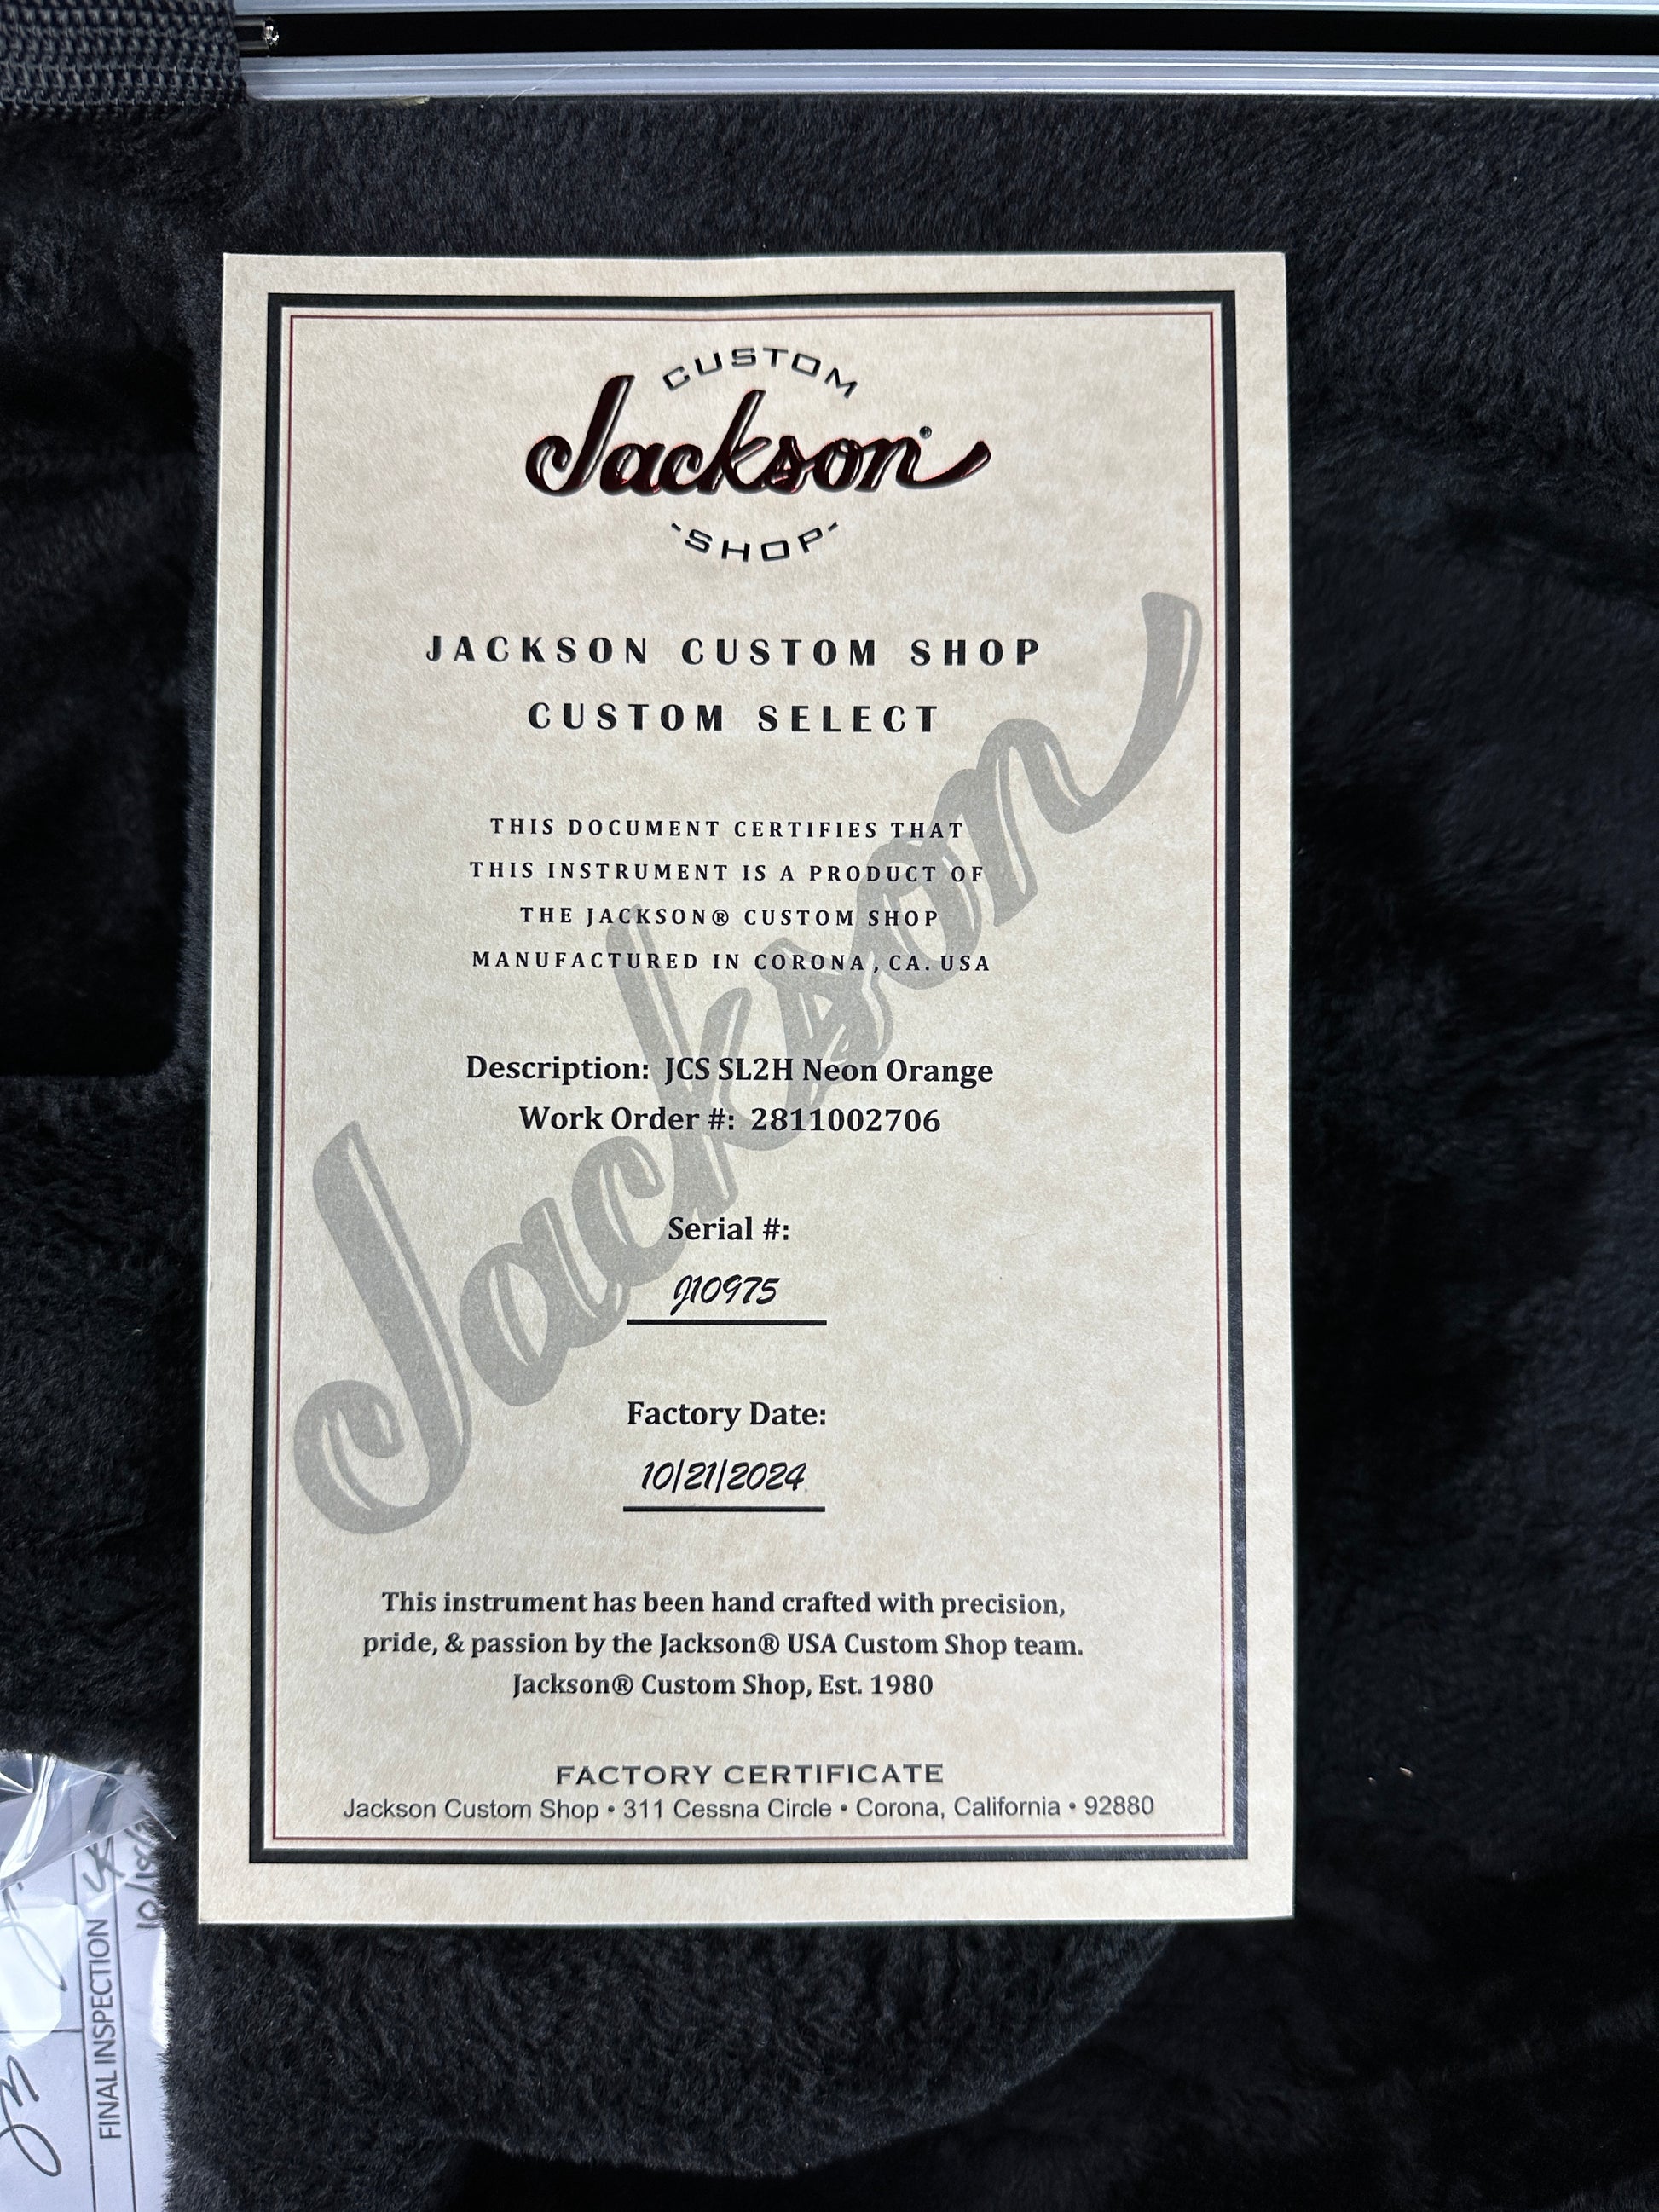 CUSTOM
Jackson®
SHOP
JACKSON CUSTOM SHOP
CUSTOM SELECT
THIS DOCUMENT CERTIFIES THAT
THIS INSTRUMENT IS A PRODUCT OF
THE JACKSON® CUSTOM SHOP
MANUFACTURED IN CORONA, CA. USA
Jackson
Description: JCS SL2H Neon Orange
Work Order #: 2811002706
Serial #:
J10975
Factory Date:
10/21/2024
This instrument has been hand crafted with precision,
pride, & passion by the Jackson® USA Custom Shop team.
Jackson® Custom Shop, Est. 1980
FACTORY CERTIFICATE
Jackson Custom Shop • 311 Cessna Circle • Corona, California • 92880
FINAL INSPECTION